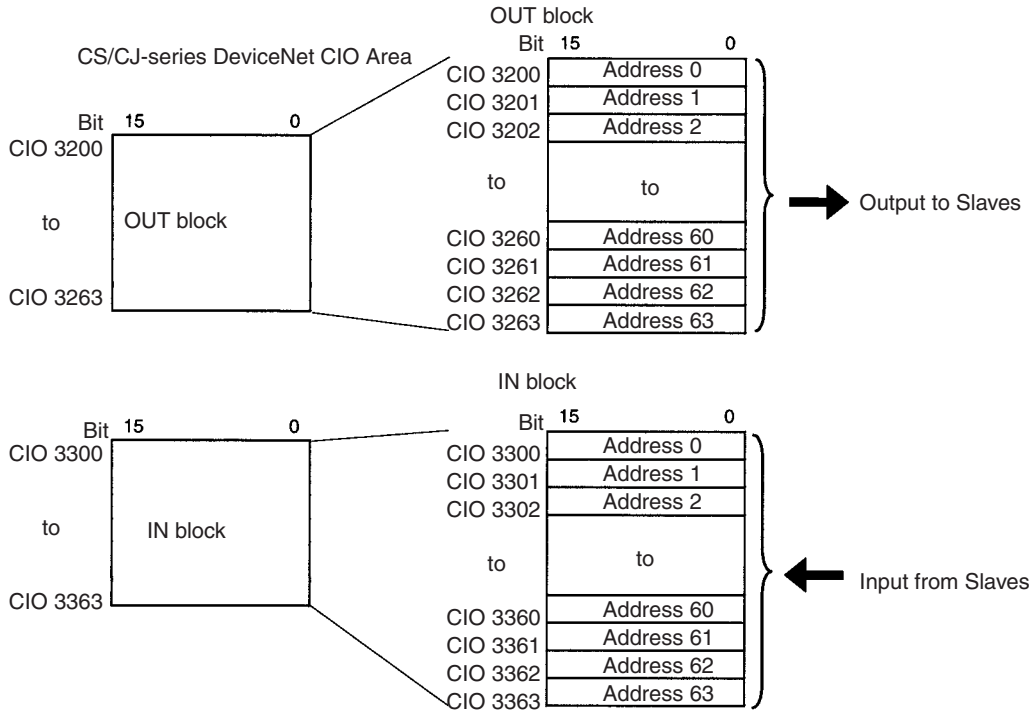 OUT block
CS/CJ-series DeviceNet CIO Area
Bit 15 0
CIO 3200 Address 0
CIO 3201 Address 1
CIO 3202 Address 2
to to
CIO 3260 Address 60
CIO 3261 Address 61
CIO 3262 Address 62
CIO 3263 Address 63
Output to Slaves
Bit 15 0
CIO 3200
to OUT block
CIO 3263
IN block
Bit 15 0
CIO 3300 Address 0
CIO 3301 Address 1
CIO 3302 Address 2
to to
CIO 3360 Address 60
CIO 3361 Address 61
CIO 3362 Address 62
CIO 3363 Address 63
Input from Slaves
Bit 15 0
CIO 3300
to IN block
CIO 3363